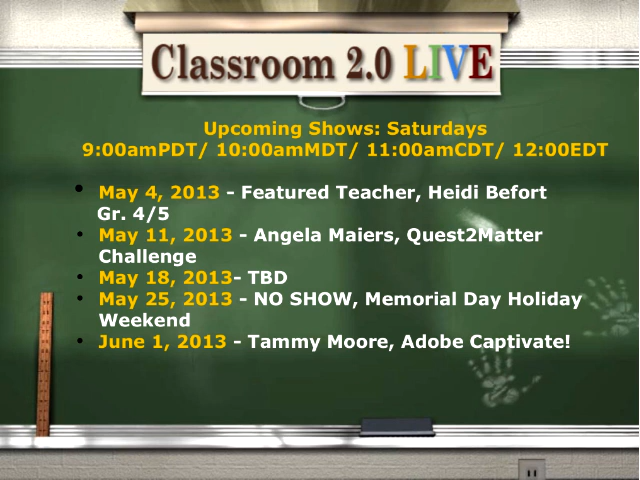 Classroom 2.0 LIVE
Upcoming Shows: Saturdays
9:00amPDT/ 10:00amMDT/ 11:00amCDT/ 12:00EDT
• May 4, 2013 - Featured Teacher, Heidi Befort
Gr. 4/5
• May 11, 2013 - Angela Maiers, Quest2Matter
Challenge
• May 18, 2013- TBD
• May 25, 2013 - NO SHOW, Memorial Day Holiday
Weekend
• June 1, 2013 - Tammy Moore, Adobe Captivate!